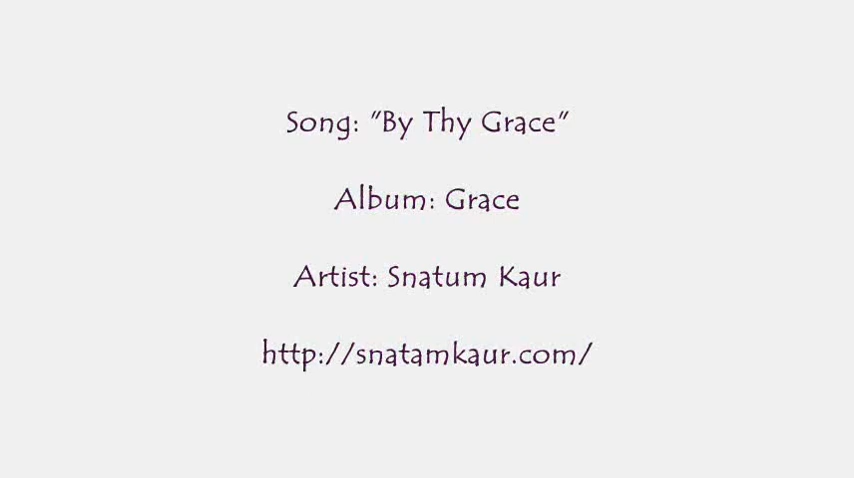 Song: "By Thy Grace"
Album: Grace
Artist: Snatum Kaur
http://snatamkaur.com/